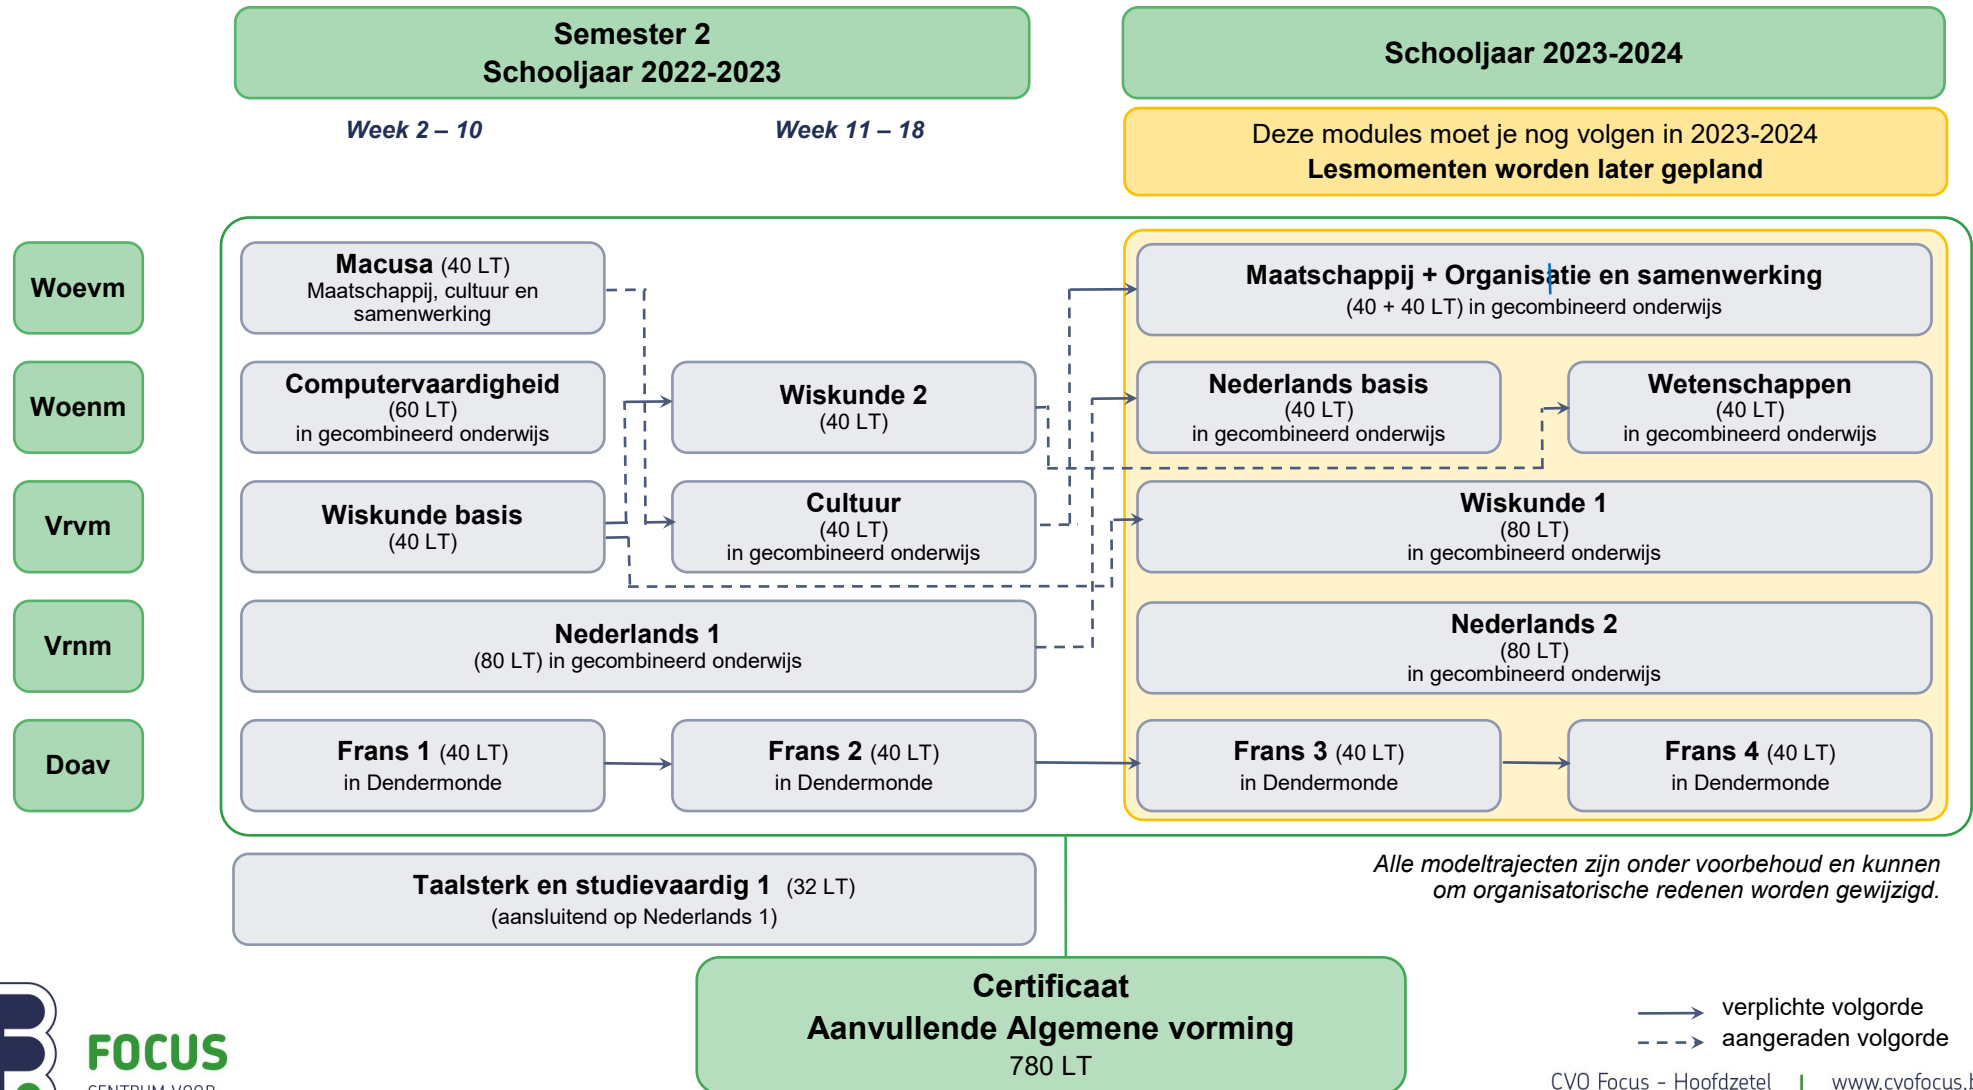 Semester 2
Schooljaar 2022-2023
Schooljaar 2023-2024
Week 2 – 10
Week 11 – 18
Deze modules moet je nog volgen in 2023-2024
Lesmomenten worden later gepland
Woevm
Macusa (40 LT)
Maatschappij, cultuur en
samenwerking
Maatschappij + Organisatie en samenwerking
(40 + 40 LT) in gecombineerd onderwijs
Woenm
Computervaardigheid
(60 LT)
in gecombineerd onderwijs
Wiskunde 2
(40 LT)
Nederlands basis
(40 LT)
in gecombineerd onderwijs
Wetenschappen
(40 LT)
in gecombineerd onderwijs
Vrvm
Wiskunde basis
(40 LT)
Cultuur
(40 LT)
in gecombineerd onderwijs
Wiskunde 1
(80 LT)
in gecombineerd onderwijs
Vrnm
Nederlands 1
(80 LT) in gecombineerd onderwijs
Nederlands 2
(80 LT)
in gecombineerd onderwijs
Doav
Frans 1 (40 LT)
in Dendermonde
Frans 2 (40 LT)
in Dendermonde
Frans 3 (40 LT)
in Dendermonde
Frans 4 (40 LT)
in Dendermonde
Taalsterk en studievaardig 1 (32 LT)
(aansluitend op Nederlands 1)
Alle modeltrajecten zijn onder voorbehoud en kunnen
om organisatorische redenen worden gewijzigd.
Certificaat
Aanvullende Algemene vorming
780 LT
verplichte volgorde
aangeraden volgorde
FOCUS
CENTRUM VOOR
CVO Focus - Hoofdzetel | www.cvofocus.b